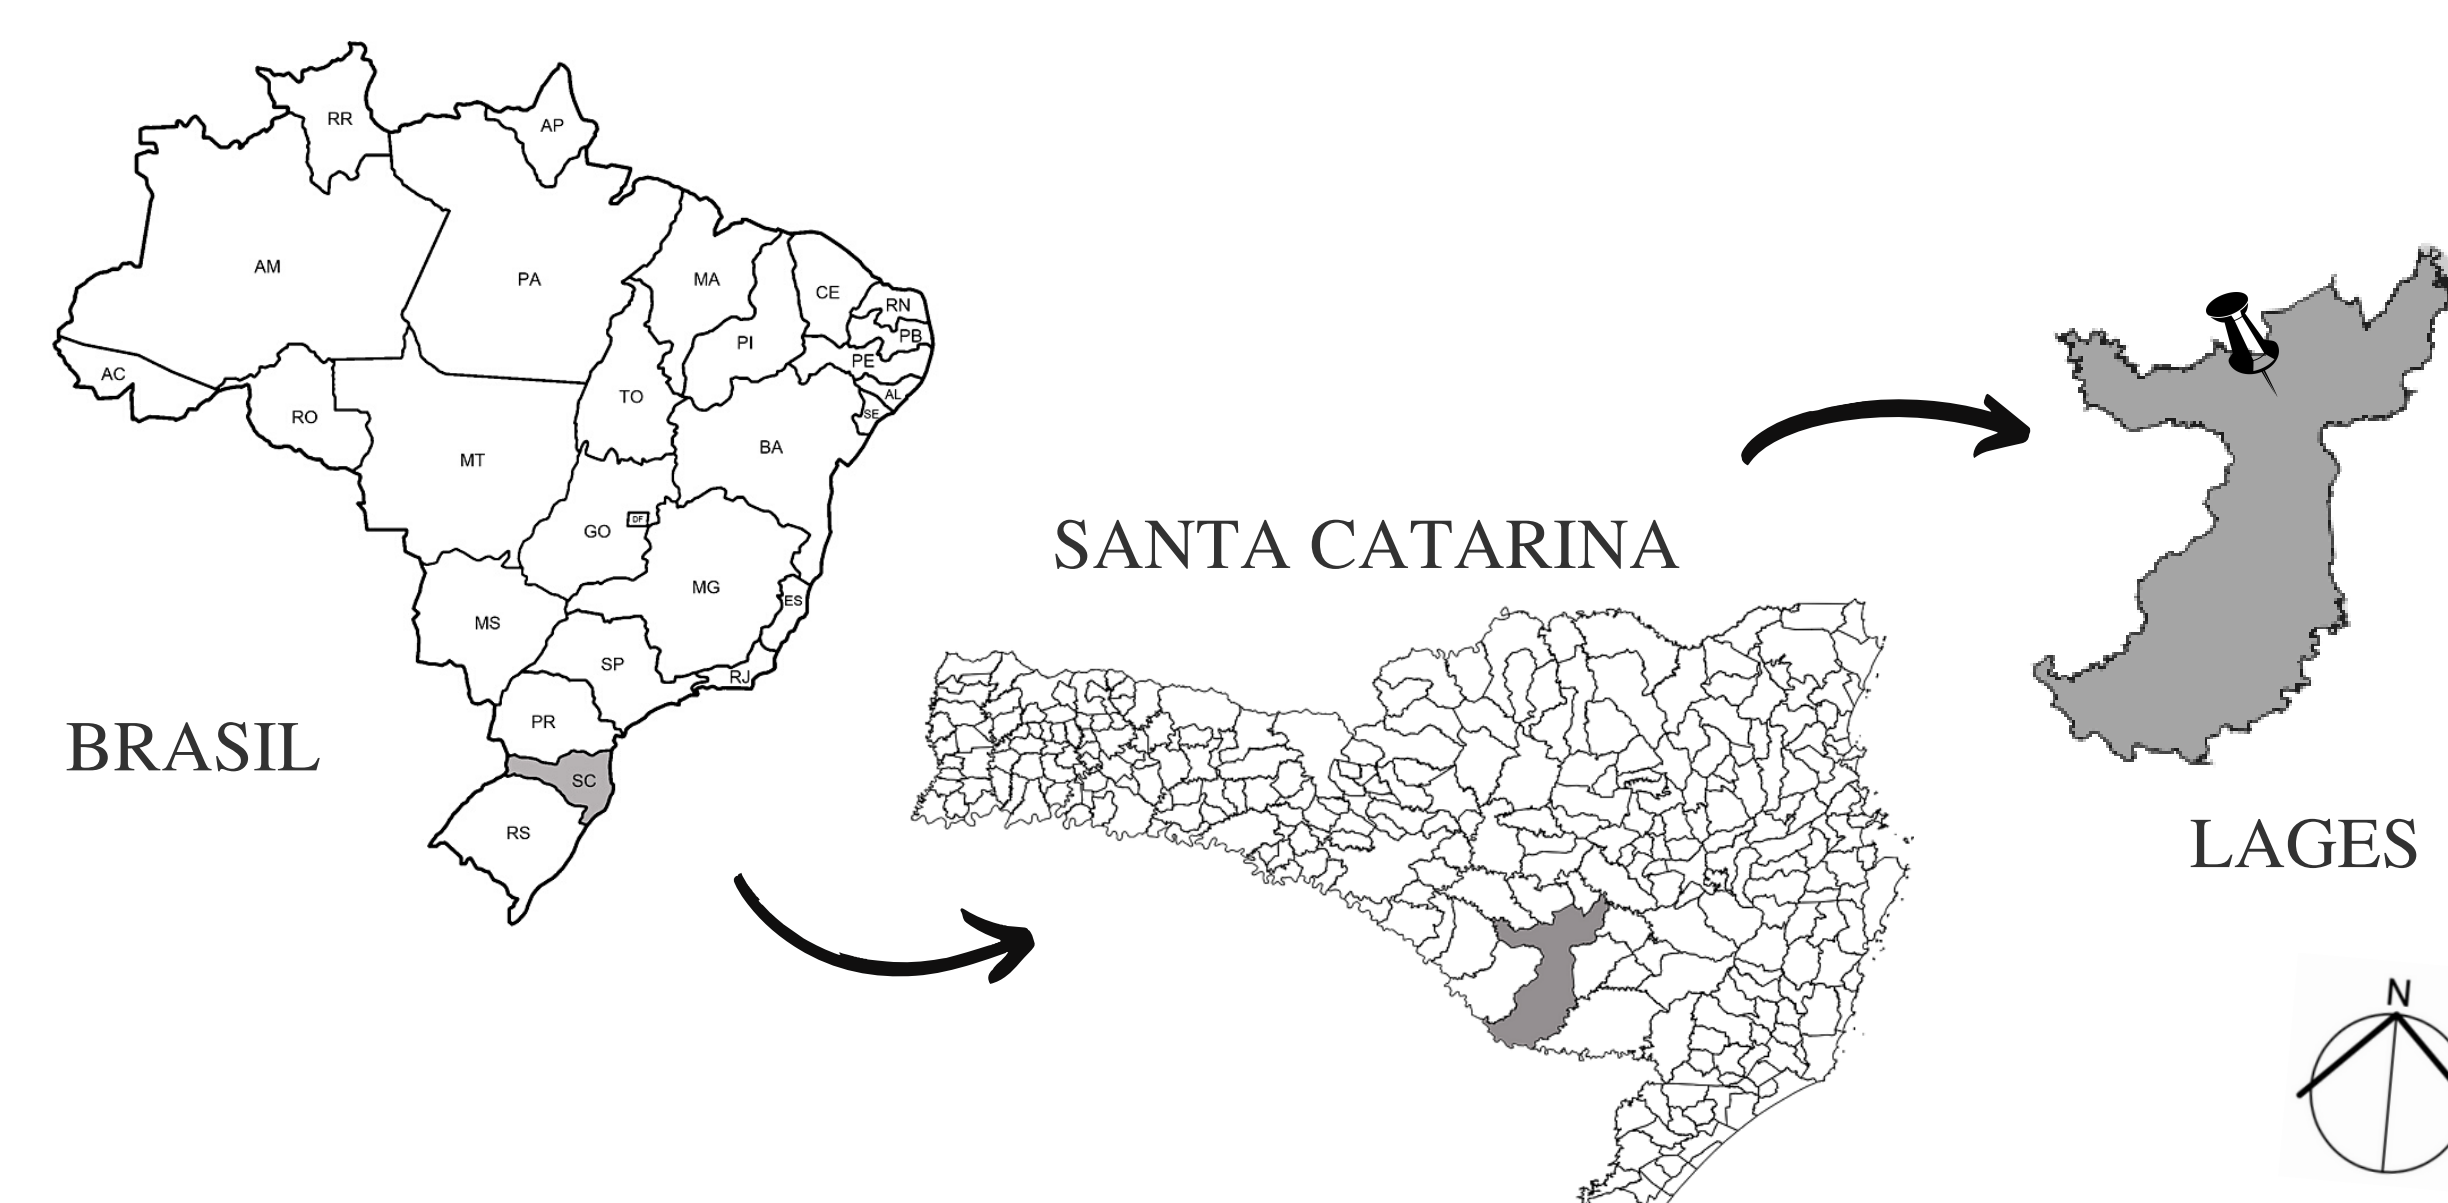 RR
AP
AM
PA
MA
CE
RN
PB
PI
PE
AC
TO
AL
SE
RO
BA
MT
GO
DF
MG
ES
MS
SP
RJ
PR
SC
RS
BRASIL
SANTA CATARINA
LAGES
N